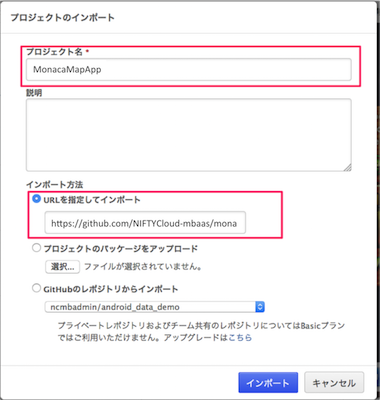 プロジェクトのインポート
プロジェクト名 *
MonacaMapApp
説明
インポート方法
URLを指定してインポート
https://github.com/NIFTYCloud-mbaas/mona
プロジェクトのパッケージをアップロード
選択... ファイルが選択されていません。
GitHubのレポジトリからインポート
ncmbadmin/android_data_demo
プライベートレポジトリおよびチーム共有のレポジトリについてはBasicプラン
ではご利用いただけません。アップグレードはこちら
インポート キャンセル